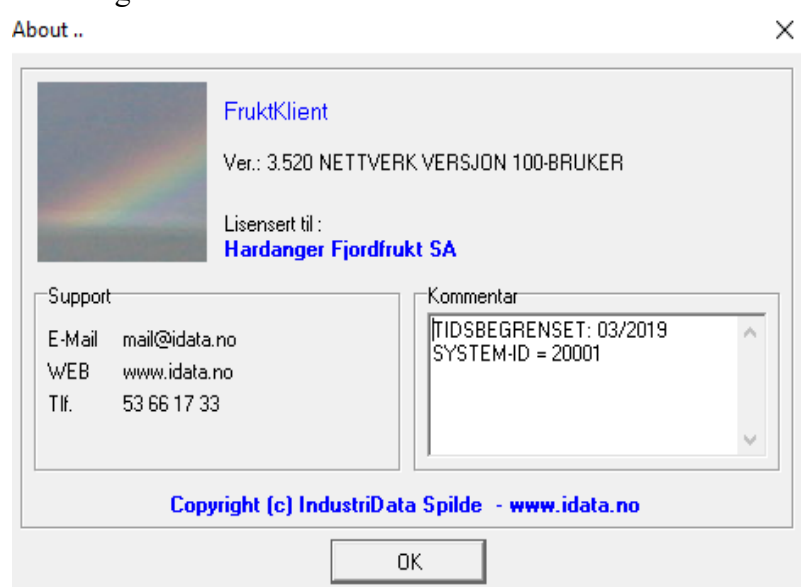 About ..
FruktKlient
Ver.: 3.520 NETTVERK VERSJON 100-BRUKER
Lisensert til :
Hardanger Fjordfrukt SA
Support
E-Mail mail@idata.no
WEB www.idata.no
Tlf. 53 66 17 33
Kommentar
TIDSBEGRENSET: 03/2019
SYSTEM-ID = 20001
Copyright (c) IndustriData Spilde - www.idata.no
OK